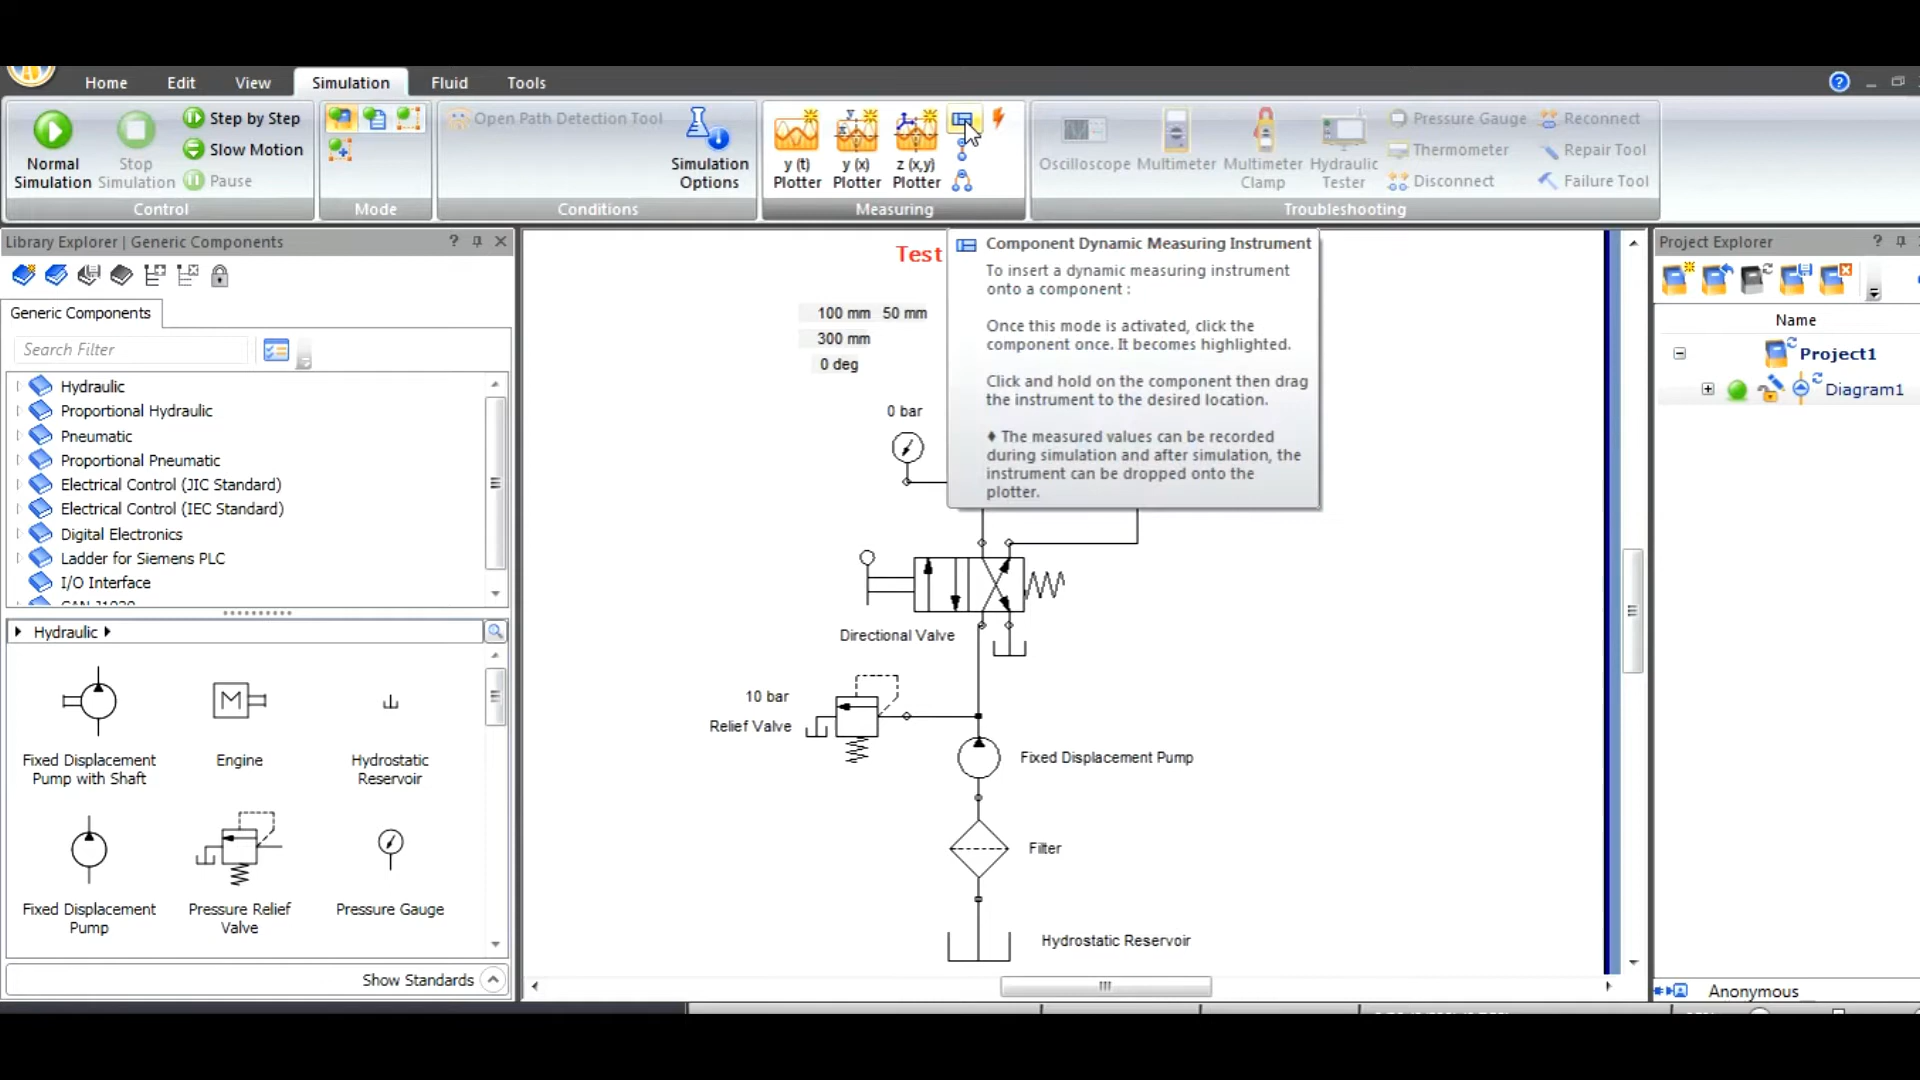 Home Edit View Simulation Fluid Tools
Normal Simulation
Stop Simulation
Step by Step
Slow Motion
Pause
Control
Mode
Open Path Detection Tool
Simulation Options
Conditions
y (t) Plotter
y (x) Plotter
z (x,y) Plotter
Measuring
Oscilloscope
Multimeter
Multimeter Clamp
Hydraulic Tester
Pressure Gauge
Thermometer
Disconnect
Reconnect
Repair Tool
Failure Tool
Troubleshooting
Library Explorer | Generic Components
Generic Components
Search Filter
Hydraulic
Proportional Hydraulic
Pneumatic
Proportional Pneumatic
Electrical Control (JIC Standard)
Electrical Control (IEC Standard)
Digital Electronics
Ladder for Siemens PLC
I/O Interface
Hydraulic
M
Fixed Displacement
Pump with Shaft
Engine
Hydrostatic
Reservoir
Fixed Displacement
Pump
Pressure Relief
Valve
Pressure Gauge
Show Standards
Test
100 mm 50 mm
300 mm
0 deg
0 bar
Component Dynamic Measuring Instrument
To insert a dynamic measuring instrument
onto a component :
Once this mode is activated, click the
component once. It becomes highlighted.
Click and hold on the component then drag
the instrument to the desired location.
♦ The measured values can be recorded
during simulation and after simulation, the
instrument can be dropped onto the
plotter.
Directional Valve
10 bar
Relief Valve
Fixed Displacement Pump
Filter
Hydrostatic Reservoir
Project Explorer
Name
Project1
Diagram1
Anonymous